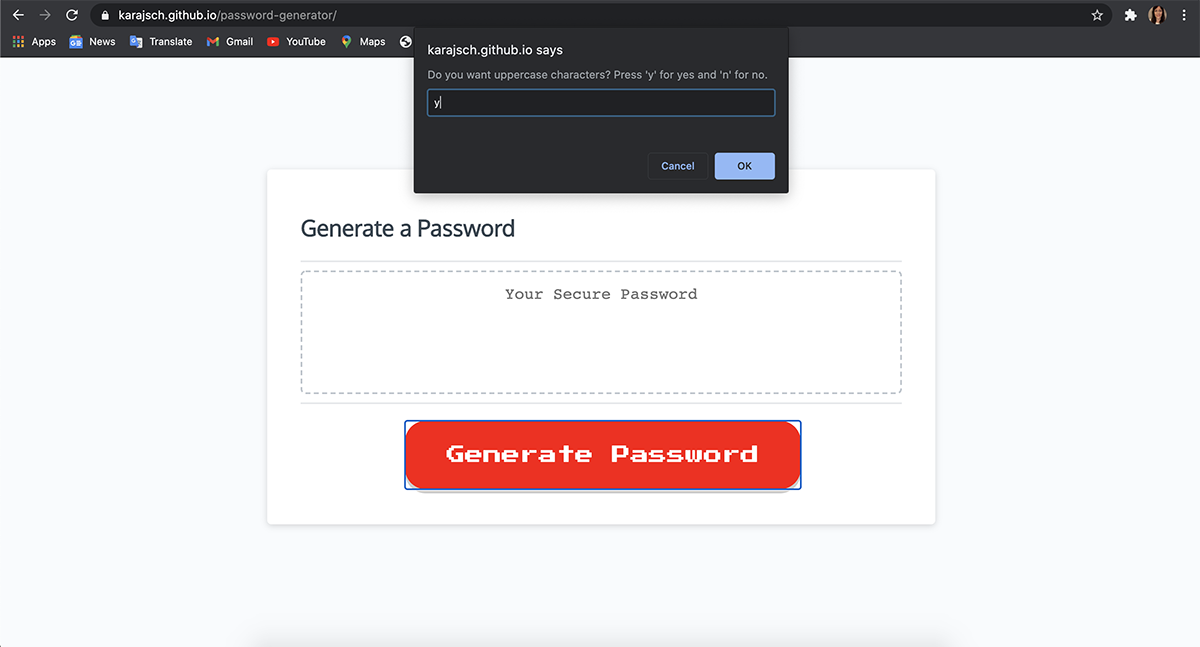 karajsch.github.io/password-generator/
Apps News Translate Gmail YouTube Maps
karajsch.github.io says
Do you want uppercase characters? Press 'y' for yes and 'n' for no.
y
Cancel OK
Generate a Password
Your Secure Password
Generate Password